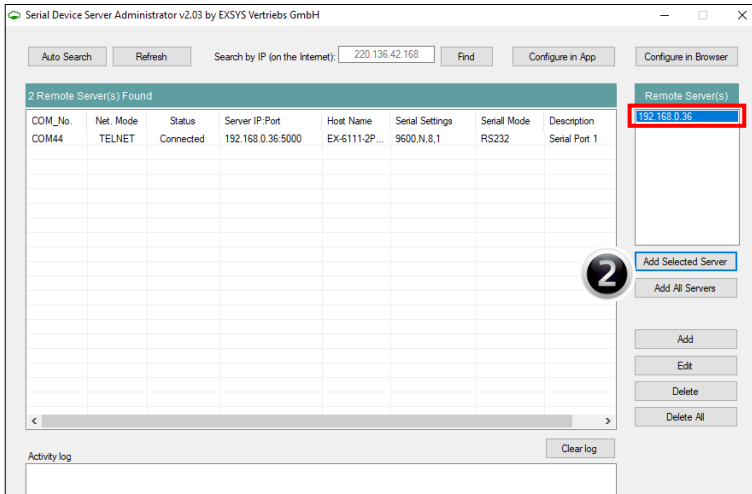 Serial Device Server Administrator v2.03 by EXSYS Vertriebs GmbH
Auto Search Refresh Search by IP (on the Internet): 220.136.42.168 Find Configure in App Configure in Browser
2 Remote Server(s) Found Remote Server(s)
COM_No. Net. Mode Status Server IP:Port Host Name Serial Settings Seriall Mode Description
COM44 TELNET Connected 192.168.0.36:5000 EX-6111-2P... 9600,N,8,1 RS232 Serial Port 1
192.168.0.36
2
Add Selected Server
Add All Servers
Add
Edit
Delete
Delete All
Activity log Clear log